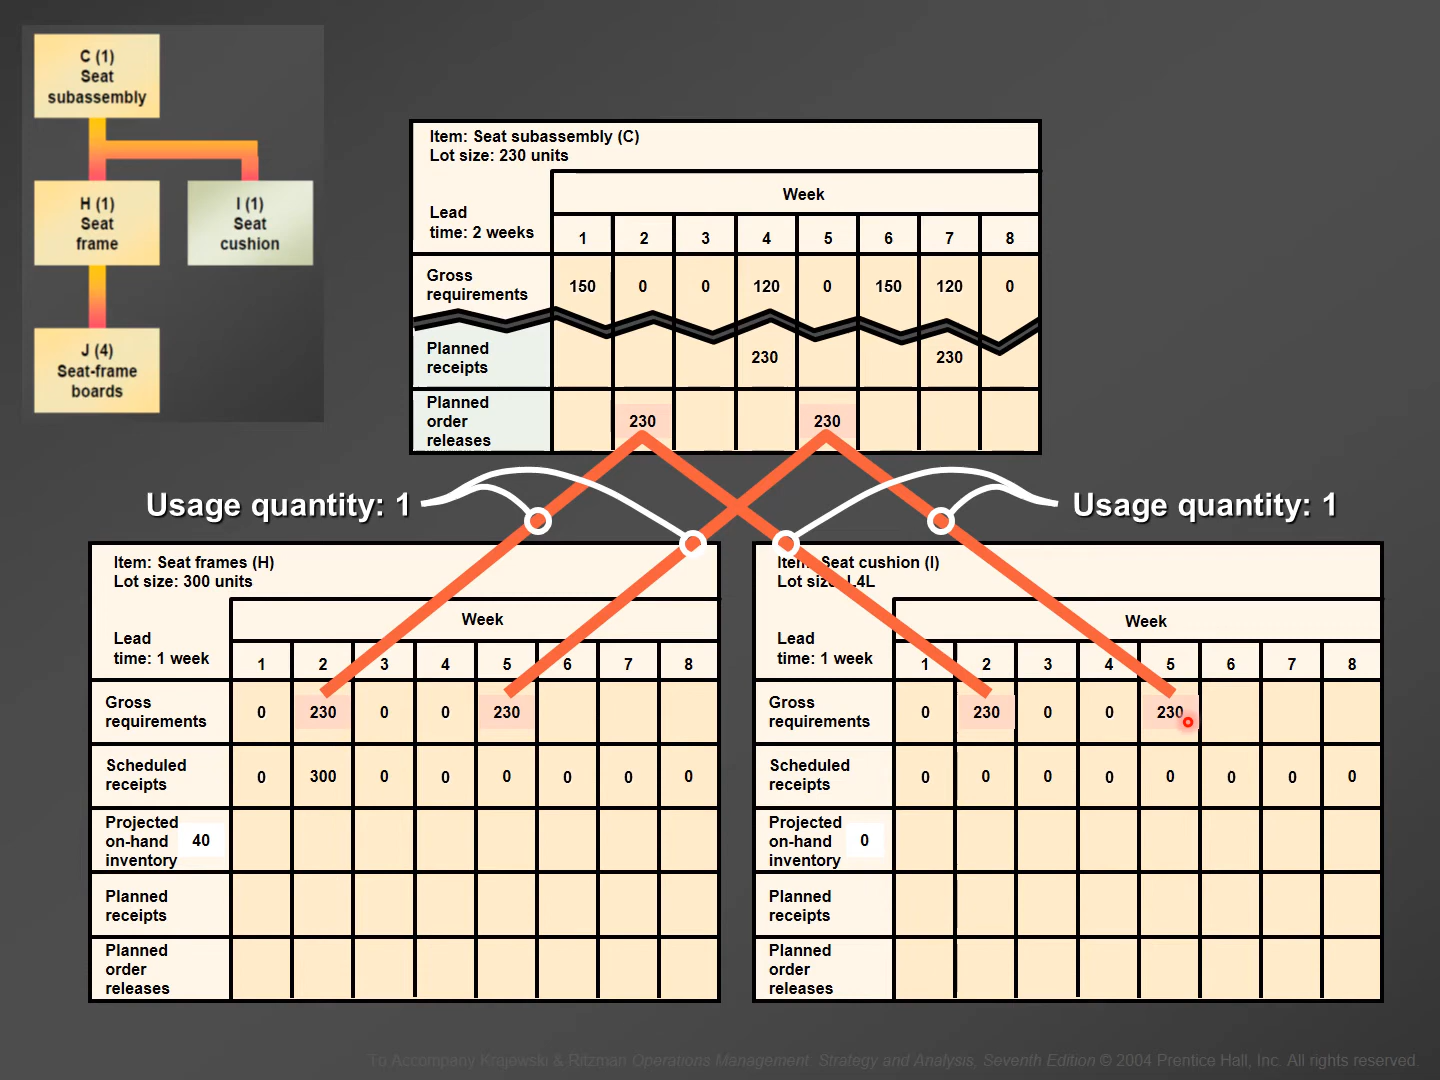 C (1)
Seat
subassembly
H (1)
Seat
frame
I (1)
Seat
cushion
J (4)
Seat-frame
boards
Item: Seat subassembly (C)
Lot size: 230 units
Lead
time: 2 weeks
Week
1 2 3 4 5 6 7 8
Gross
requirements
150 0 0 120 0 150 120 0
Planned
receipts
230 230
Planned
order
releases
230 230
Usage quantity: 1
Usage quantity: 1
Item: Seat frames (H)
Lot size: 300 units
Lead
time: 1 week
Week
1 2 3 4 5 6 7 8
Gross
requirements
0 230 0 0 230
Scheduled
receipts
0 300 0 0 0 0 0 0
Projected
on-hand
inventory
40
Planned
receipts
Planned
order
releases
Item: Seat cushion (I)
Lot size: L4L
Lead
time: 1 week
Week
1 2 3 4 5 6 7 8
Gross
requirements
0 230 0 0 230
Scheduled
receipts
0 0 0 0 0 0 0 0
Projected
on-hand
inventory
0
Planned
receipts
Planned
order
releases
To Accompany Krajewski & Ritzman Operations Management: Strategy and Analysis, Seventh Edition © 2004 Prentice Hall, Inc. All rights reserved.